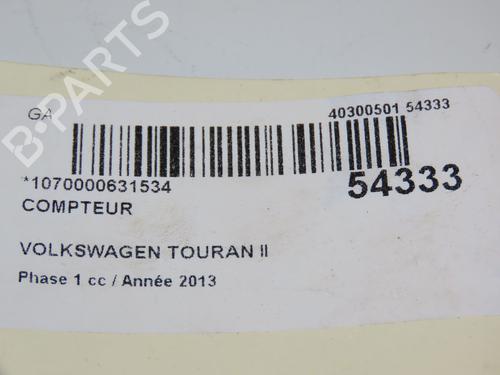 B-PARTS
GA
40300501 54333
*1070000631534
54333
COMPTEUR
VOLKSWAGEN TOURAN II
Phase 1 cc / Année 2013